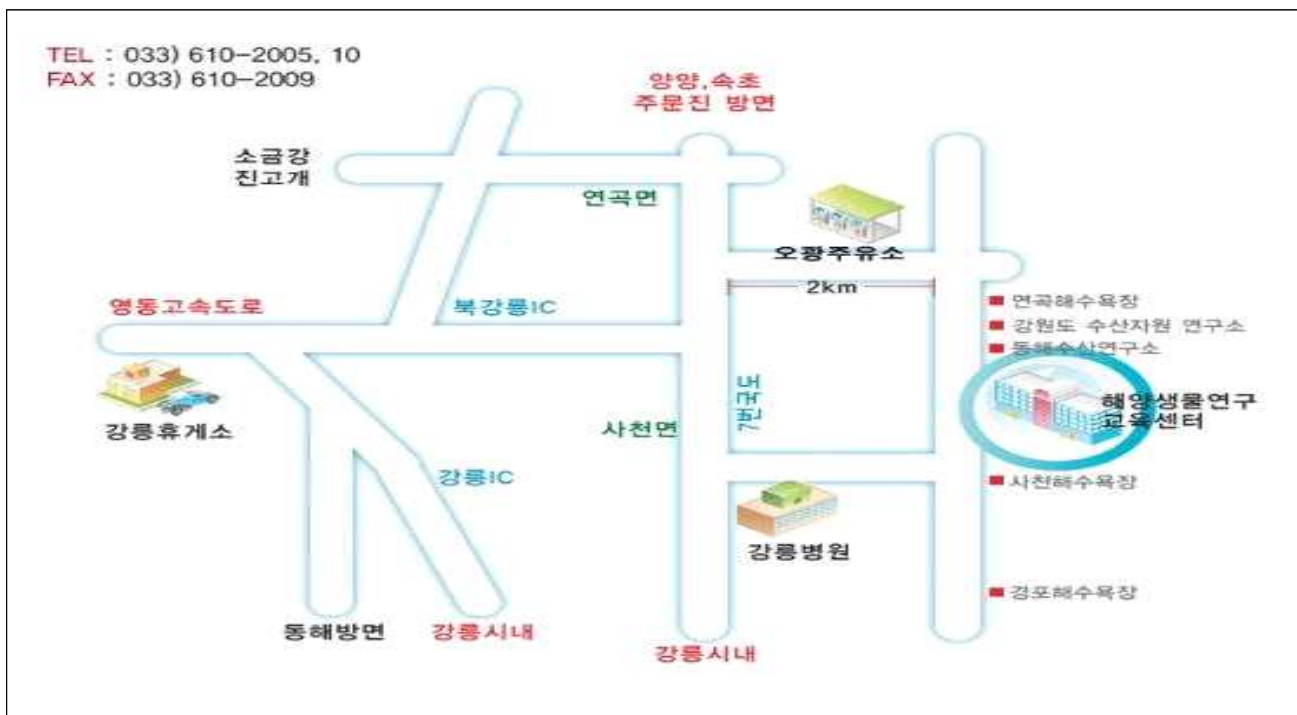 TEL : 033) 610-2005, 10
FAX : 033) 610-2009
양양,속초
주문진 방면
소금강
진고개
연곡면
오광주유소
2km
영동고속도로
북강릉IC
■ 연곡해수욕장
■ 강원도 수산자원 연구소
■ 동해수산연구소
7번국도
해양생물연구
교육센터
강릉휴게소
사천면
강릉IC
■ 사천해수욕장
강릉병원
■ 경포해수욕장
동해방면
강릉시내
강릉시내